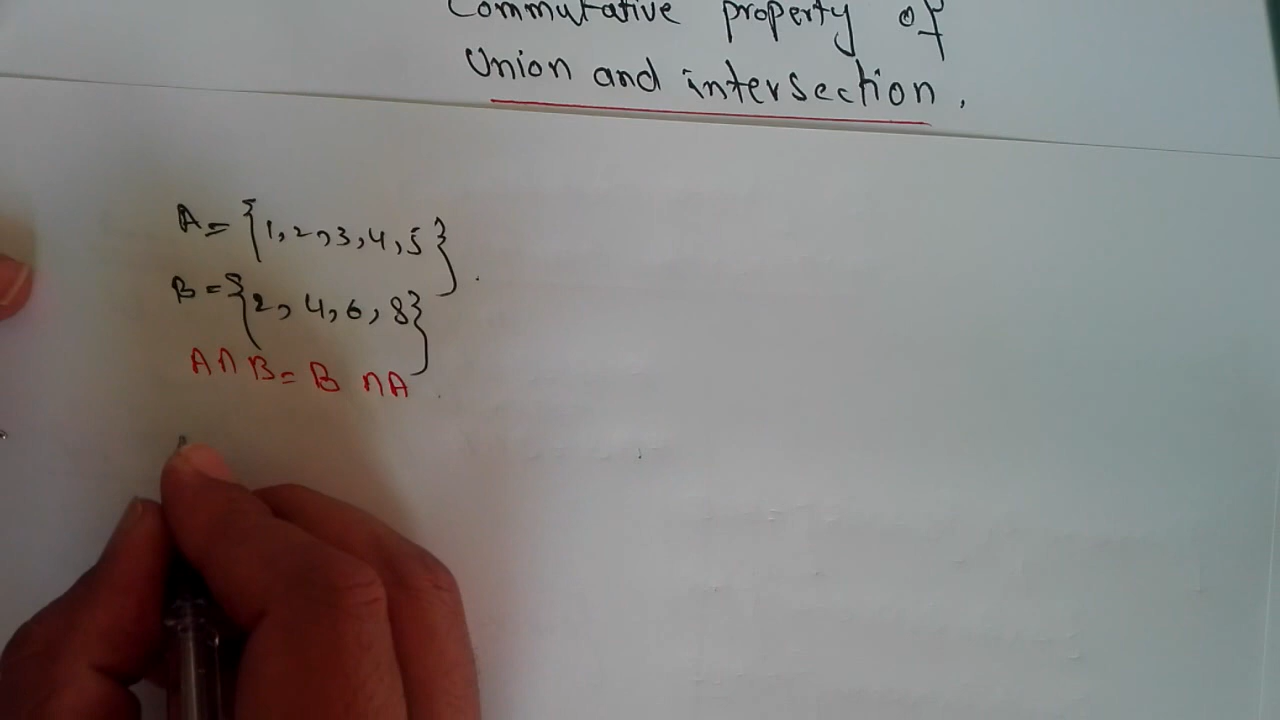 Commutative property of
Union and intersection.
A = {1, 2, 3, 4, 5}
B = {2, 4, 6, 8}
A ∩ B = B ∩ A